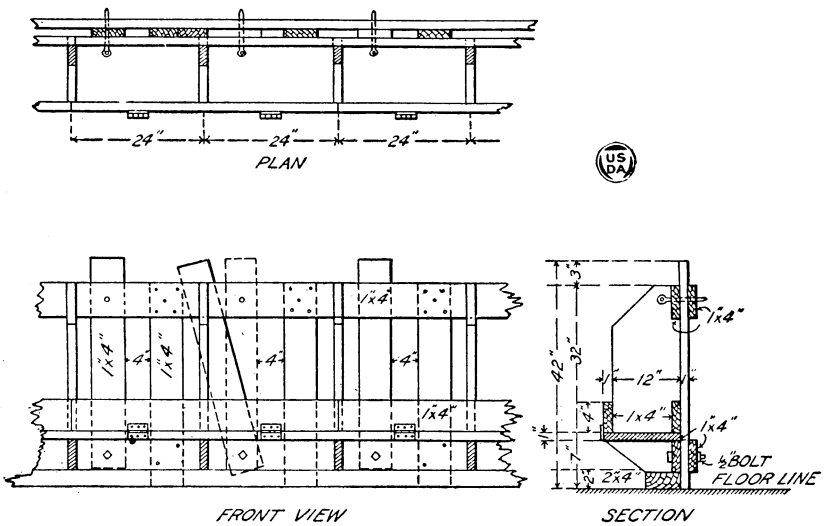 24" 24" 24"
PLAN
US
DA
1"x4"
1"x4" 4" 1"x4" 4" 4"
1"x4"
FRONT VIEW
3"
1"x4"
42" 32"
1" 12" 1"
4" 1x4"
1"x4"
1"
7"
½" BOLT
2" 2"x4" FLOOR LINE
SECTION